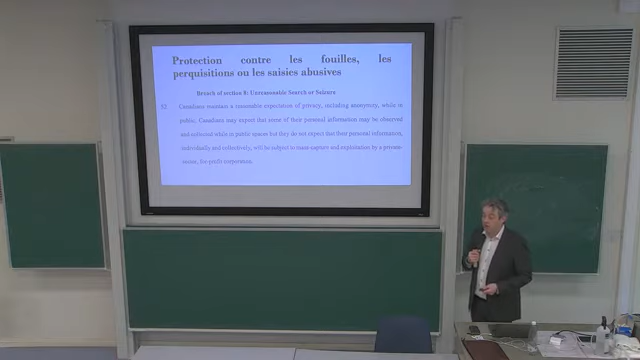 Protection contre les fouilles, les
perquisitions ou les saisies abusives
Breach of section 8: Unreasonable Search or Seizure
52. Canadians maintain a reasonable expectation of privacy, including anonymity, while in
public. Canadians may expect that some of their personal information may be observed
and collected while in public spaces but they do not expect that their personal information,
individually and collectively, will be subject to mass capture and exploitation by a private-
sector, for-profit corporation.